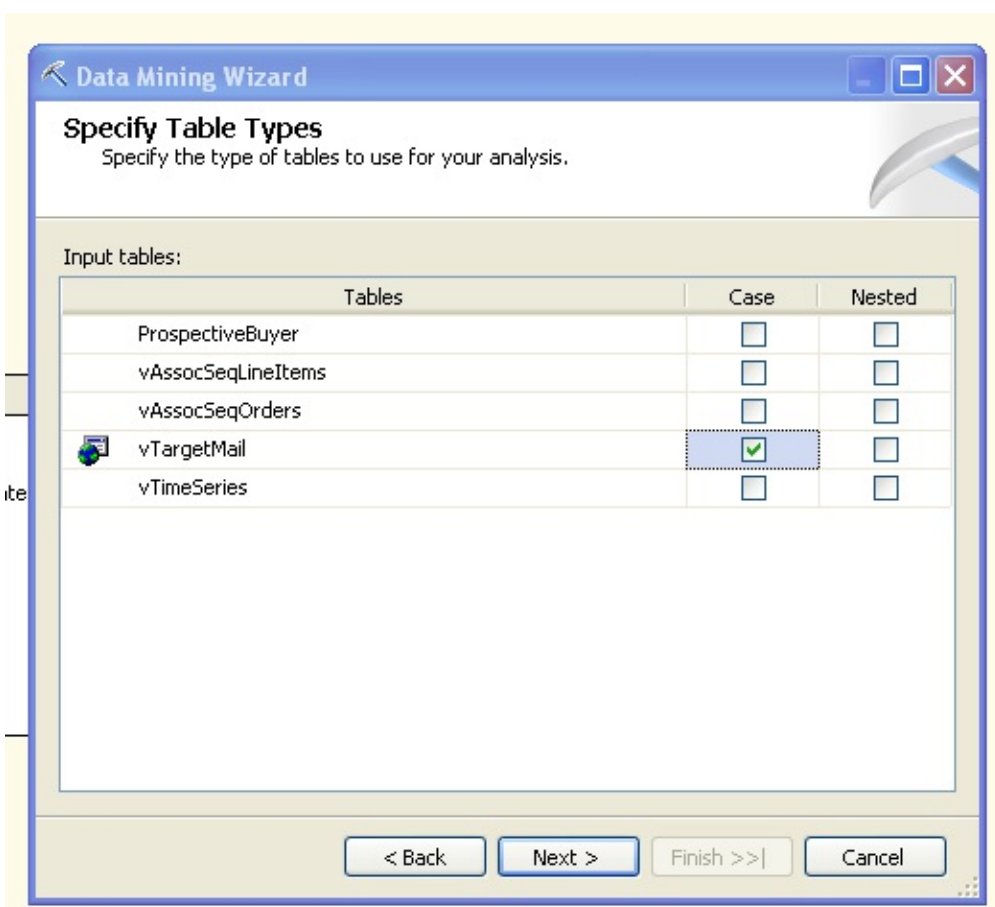 Data Mining Wizard
Specify Table Types
Specify the type of tables to use for your analysis.
Input tables:
Tables Case Nested
ProspectiveBuyer
vAssocSeqLineItems
vAssocSeqOrders
vTargetMail
vTimeSeries
< Back Next > Finish >>| Cancel